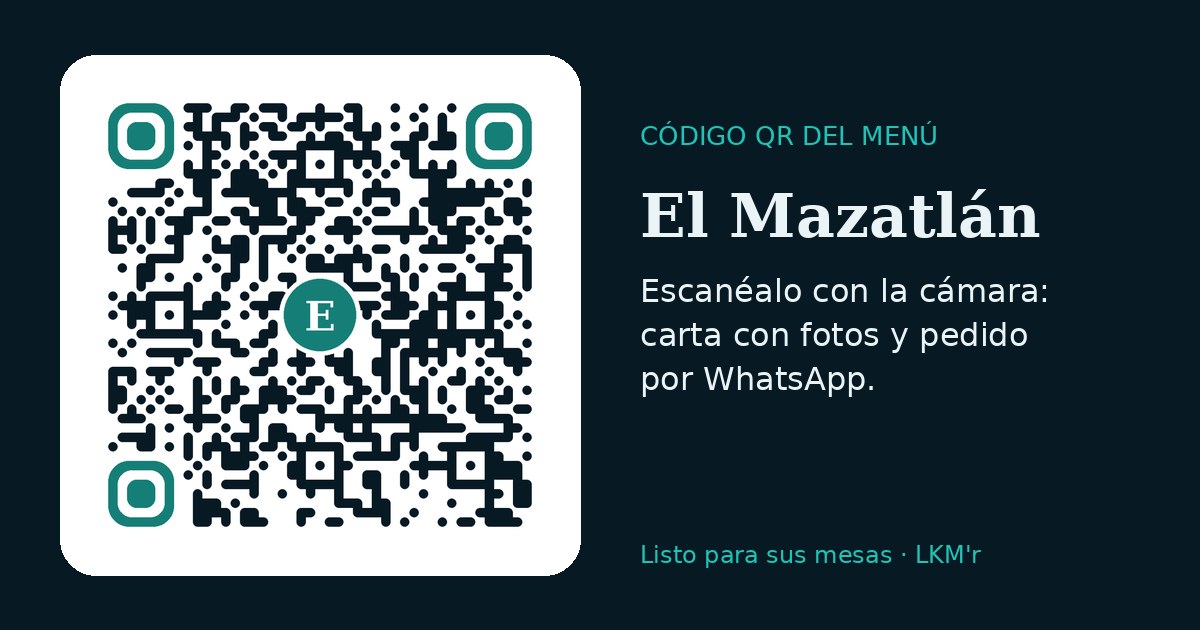 E
CÓDIGO QR DEL MENÚ
El Mazatlán
Escanéalo con la cámara:
carta con fotos y pedido
por WhatsApp.
Listo para sus mesas · LKM'r